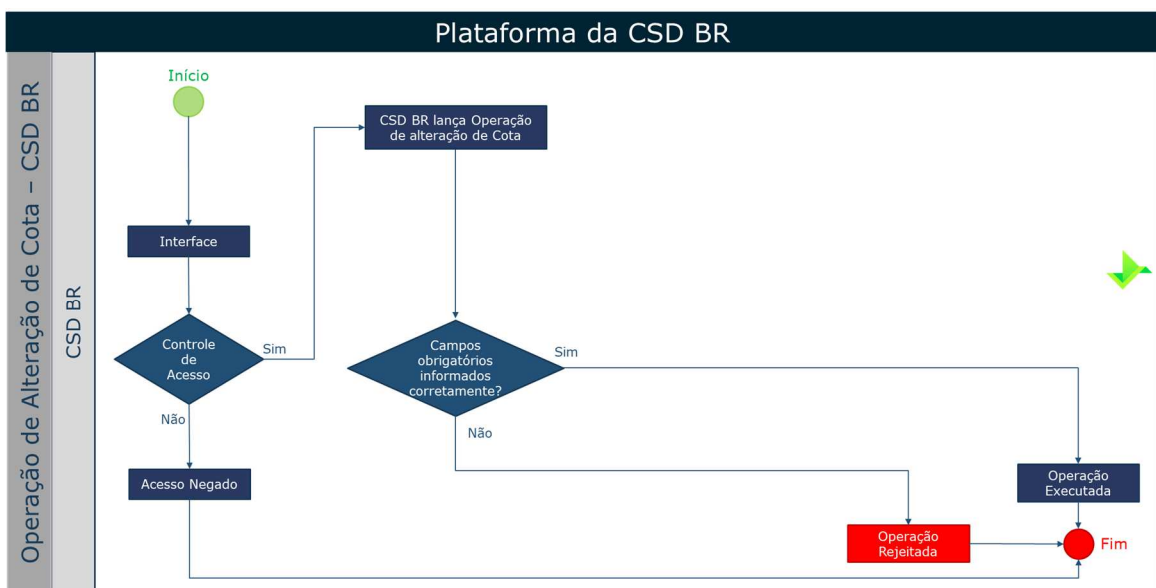 Plataforma da CSD BR
Operação de Alteração de Cota – CSD BR
CSD BR
Início
CSD BR lança Operação
de alteração de Cota
Interface
Controle
de
Acesso
Sim
Campos
obrigatórios
informados
corretamente?
Sim
Não
Não
Acesso Negado
Operação
Executada
Operação
Rejeitada
Fim